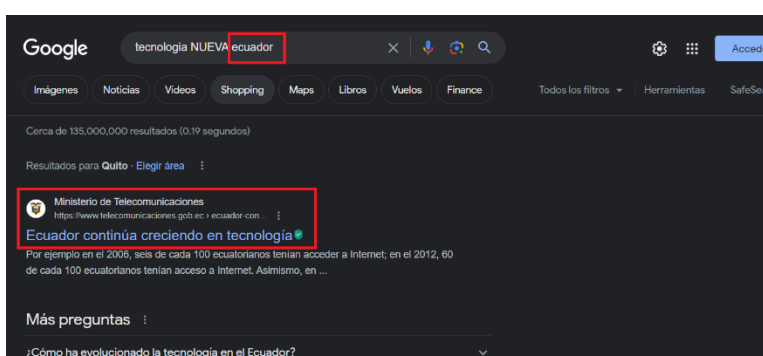 Google
tecnologia NUEVA ecuador
Acced
Imágenes Noticias Videos Shopping Maps Libros Vuelos Finance Todos los filtros Herramientas SafeSea
Cerca de 135,000,000 resultados (0.19 segundos)
Resultados para Quito · Elegir área
Ministerio de Telecomunicaciones
https://www.telecomunicaciones.gob.ec › ecuador-con...
Ecuador continúa creciendo en tecnología
Por ejemplo en el 2006, seis de cada 100 ecuatorianos tenían acceder a Internet; en el 2012, 60
de cada 100 ecuatorianos tenían acceso a Internet. Asimismo, en ...
Más preguntas
¿Cómo ha evolucionado la tecnología en el Ecuador?